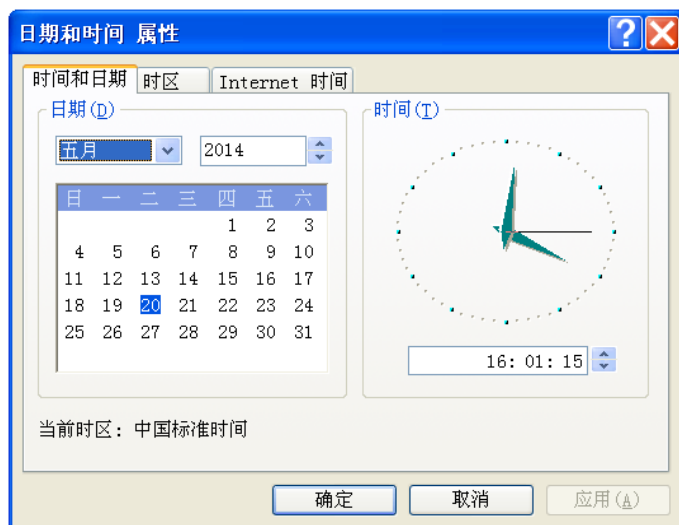 日期和时间 属性
时间和日期 时区 Internet 时间
日期(D)
五月 2014
日 一 二 三 四 五 六
1 2 3
4 5 6 7 8 9 10
11 12 13 14 15 16 17
18 19 20 21 22 23 24
25 26 27 28 29 30 31
时间(T)
16: 01: 15
当前时区: 中国标准时间
确定 取消 应用(A)